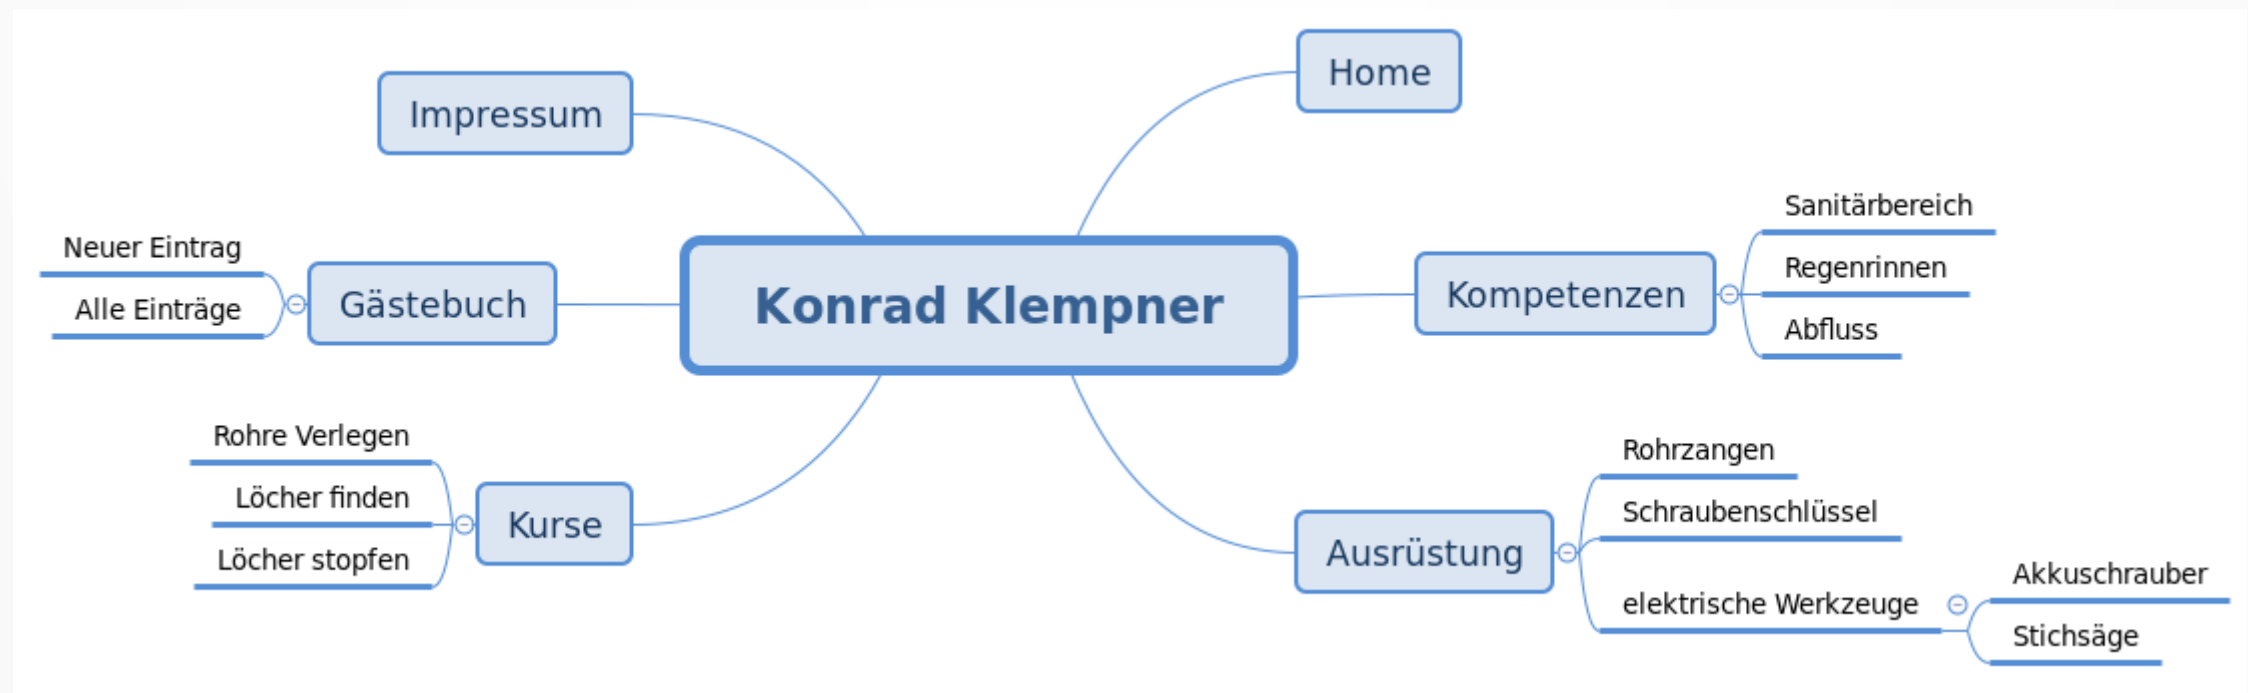 Konrad Klempner
Home
Kompetenzen
Sanitärbereich
Regenrinnen
Abfluss
Ausrüstung
Rohrzangen
Schraubenschlüssel
elektrische Werkzeuge
Akkuschrauber
Stichsäge
Kurse
Rohre Verlegen
Löcher finden
Löcher stopfen
Gästebuch
Neuer Eintrag
Alle Einträge
Impressum